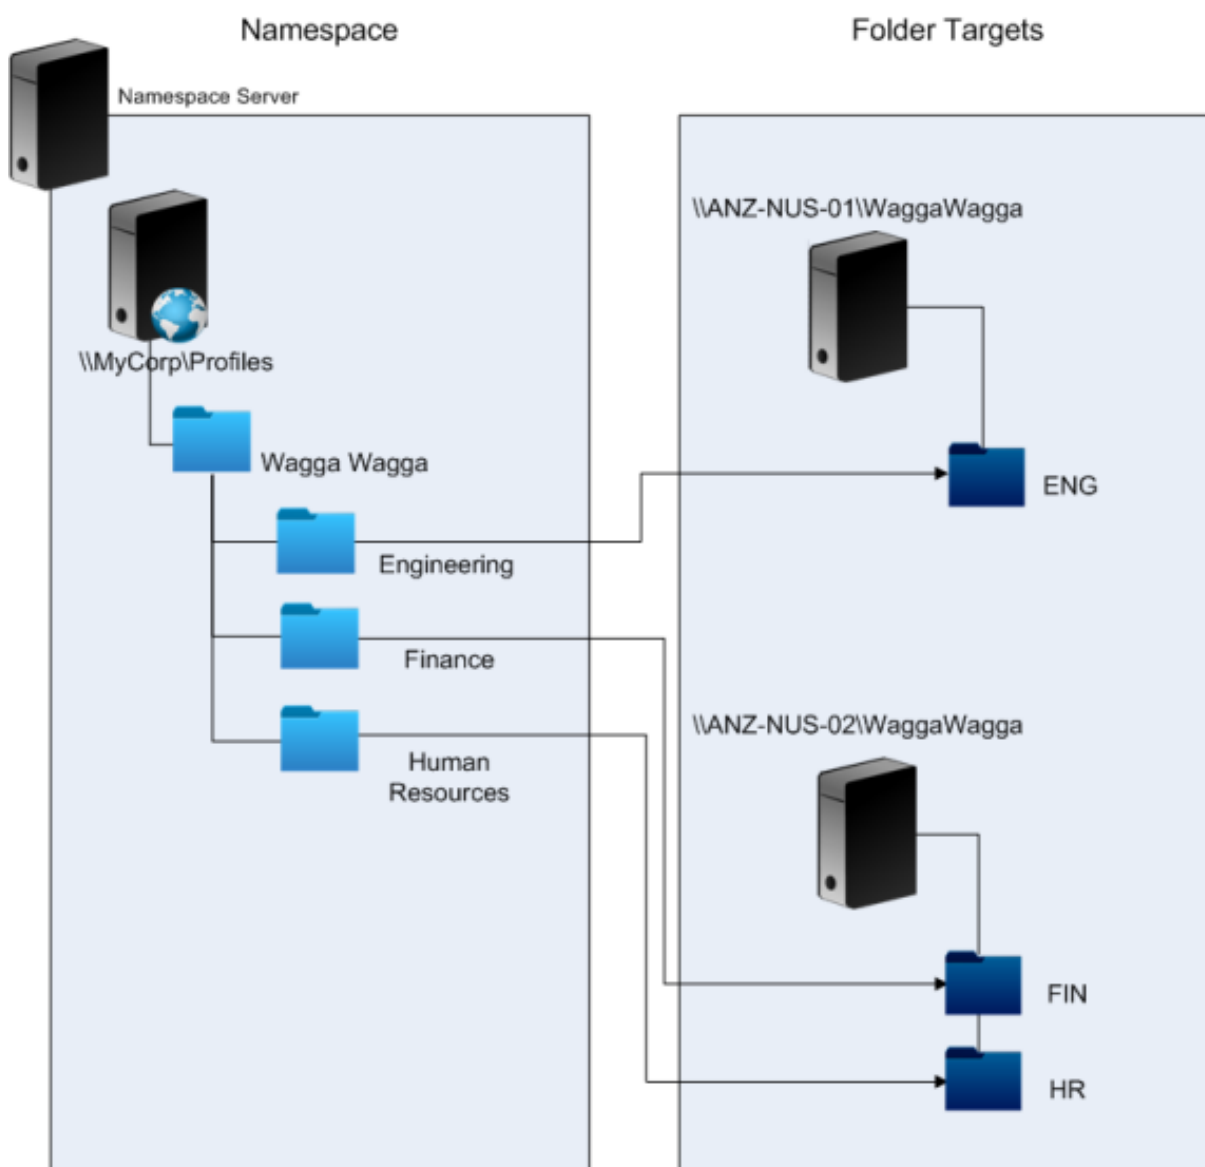 Namespace
Folder Targets
Namespace Server
\\MyCorp\Profiles
Wagga Wagga
Engineering
Finance
Human
Resources
\\ANZ-NUS-01\WaggaWagga
ENG
\\ANZ-NUS-02\WaggaWagga
FIN
HR